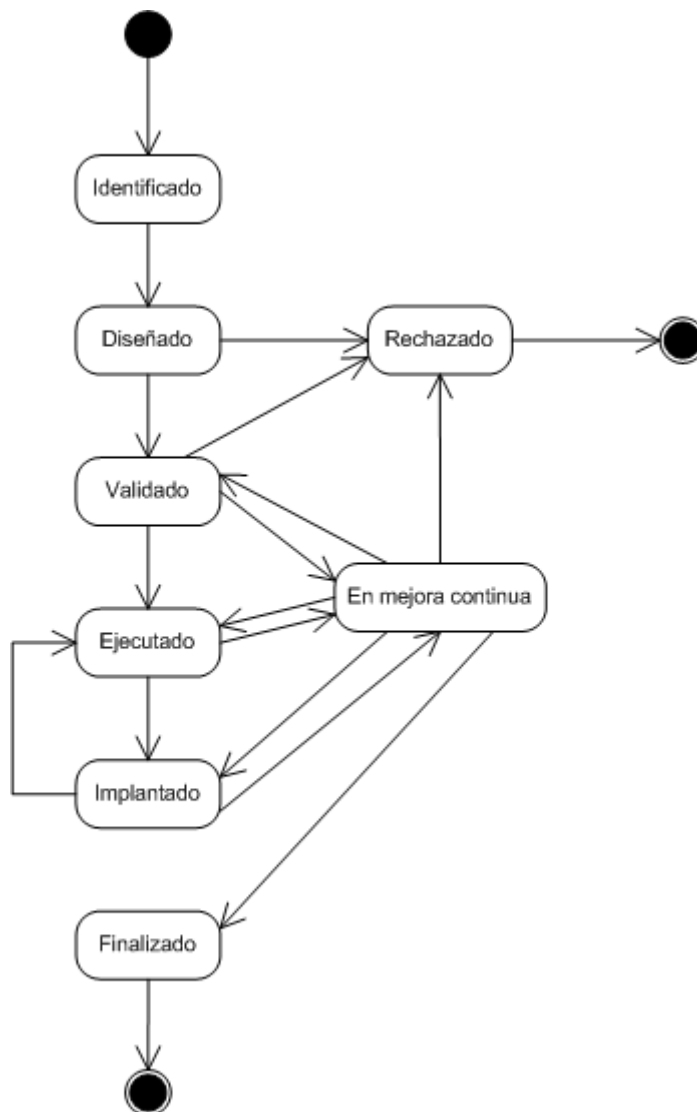 Identificado
Diseñado
Rechazado
Validado
En mejora continua
Ejecutado
Implantado
Finalizado